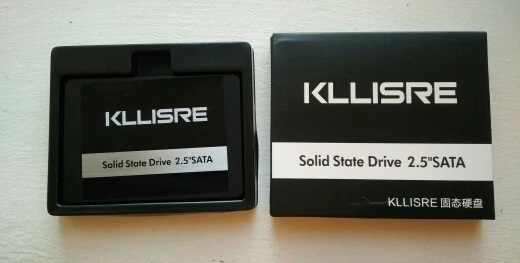 KLLISRE
Solid State Drive 2.5"SATA
KLLISRE
Solid State Drive 2.5"SATA
KLLISRE 固态硬盘